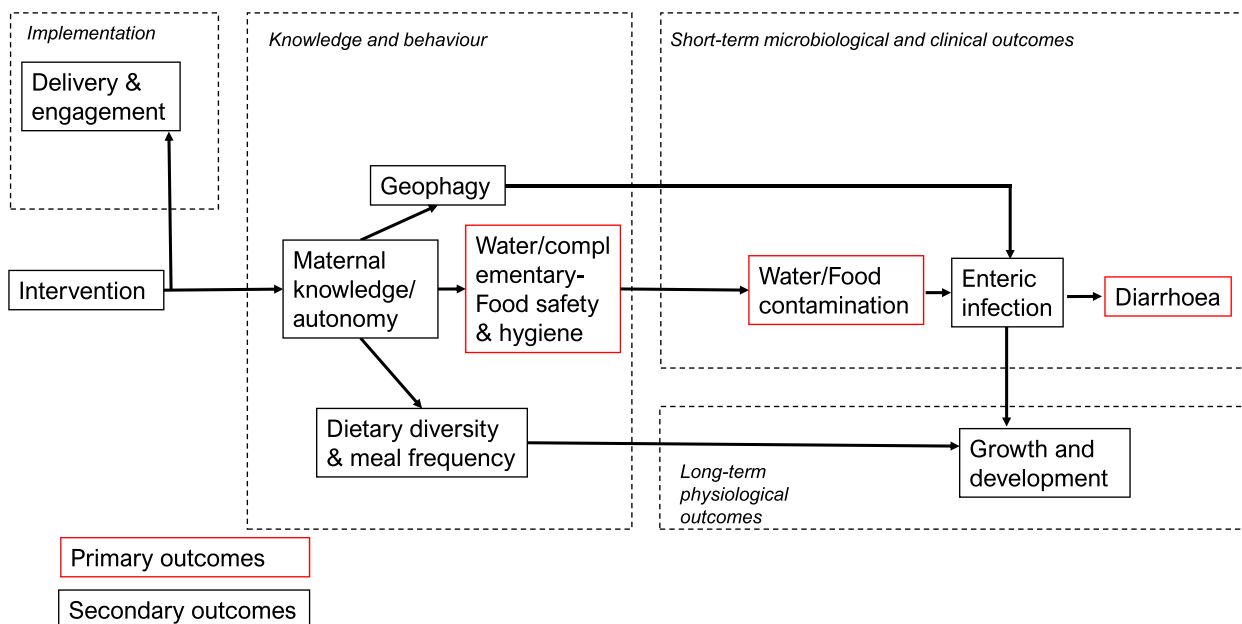 Implementation
Knowledge and behaviour
Short-term microbiological and clinical outcomes
Delivery &
engagement
Geophagy
Intervention
Maternal
knowledge/
autonomy
Water/compl
ementary-
Food safety
& hygiene
Water/Food
contamination
Enteric
infection
Diarrhoea
Dietary diversity
& meal frequency
Growth and
development
Long-term
physiological
outcomes
Primary outcomes
Secondary outcomes